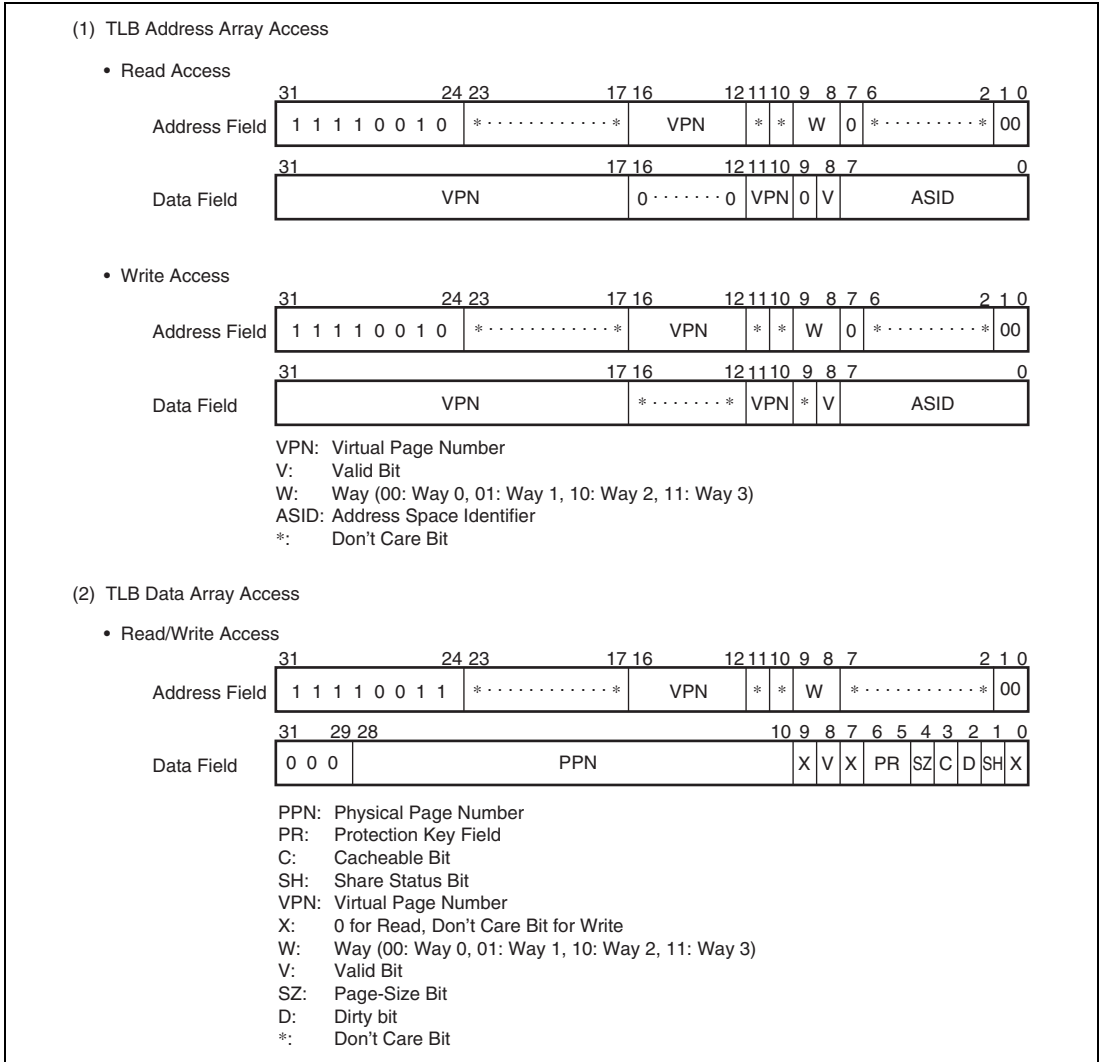 (1) TLB Address Array Access
• Read Access
31 24 23 17 16 12 11 10 9 8 7 6 2 1 0
Address Field 1 1 1 1 0 0 1 0 *············* VPN * * W 0 *·········* 00
31 17 16 12 11 10 9 8 7 0
Data Field VPN 0·······0 VPN 0 V ASID
• Write Access
31 24 23 17 16 12 11 10 9 8 7 6 2 1 0
Address Field 1 1 1 1 0 0 1 0 *············* VPN * * W 0 *·········* 00
31 17 16 12 11 10 9 8 7 0
Data Field VPN *·······* VPN * V ASID
VPN: Virtual Page Number
V: Valid Bit
W: Way (00: Way 0, 01: Way 1, 10: Way 2, 11: Way 3)
ASID: Address Space Identifier
*: Don't Care Bit
(2) TLB Data Array Access
• Read/Write Access
31 24 23 17 16 12 11 10 9 8 7 2 1 0
Address Field 1 1 1 1 0 0 1 1 *············* VPN * * W *···········* 00
31 29 28 10 9 8 7 6 5 4 3 2 1 0
Data Field 0 0 0 PPN X V X PR SZ C D SH X
PPN: Physical Page Number
PR: Protection Key Field
C: Cacheable Bit
SH: Share Status Bit
VPN: Virtual Page Number
X: 0 for Read, Don't Care Bit for Write
W: Way (00: Way 0, 01: Way 1, 10: Way 2, 11: Way 3)
V: Valid Bit
SZ: Page-Size Bit
D: Dirty bit
*: Don't Care Bit